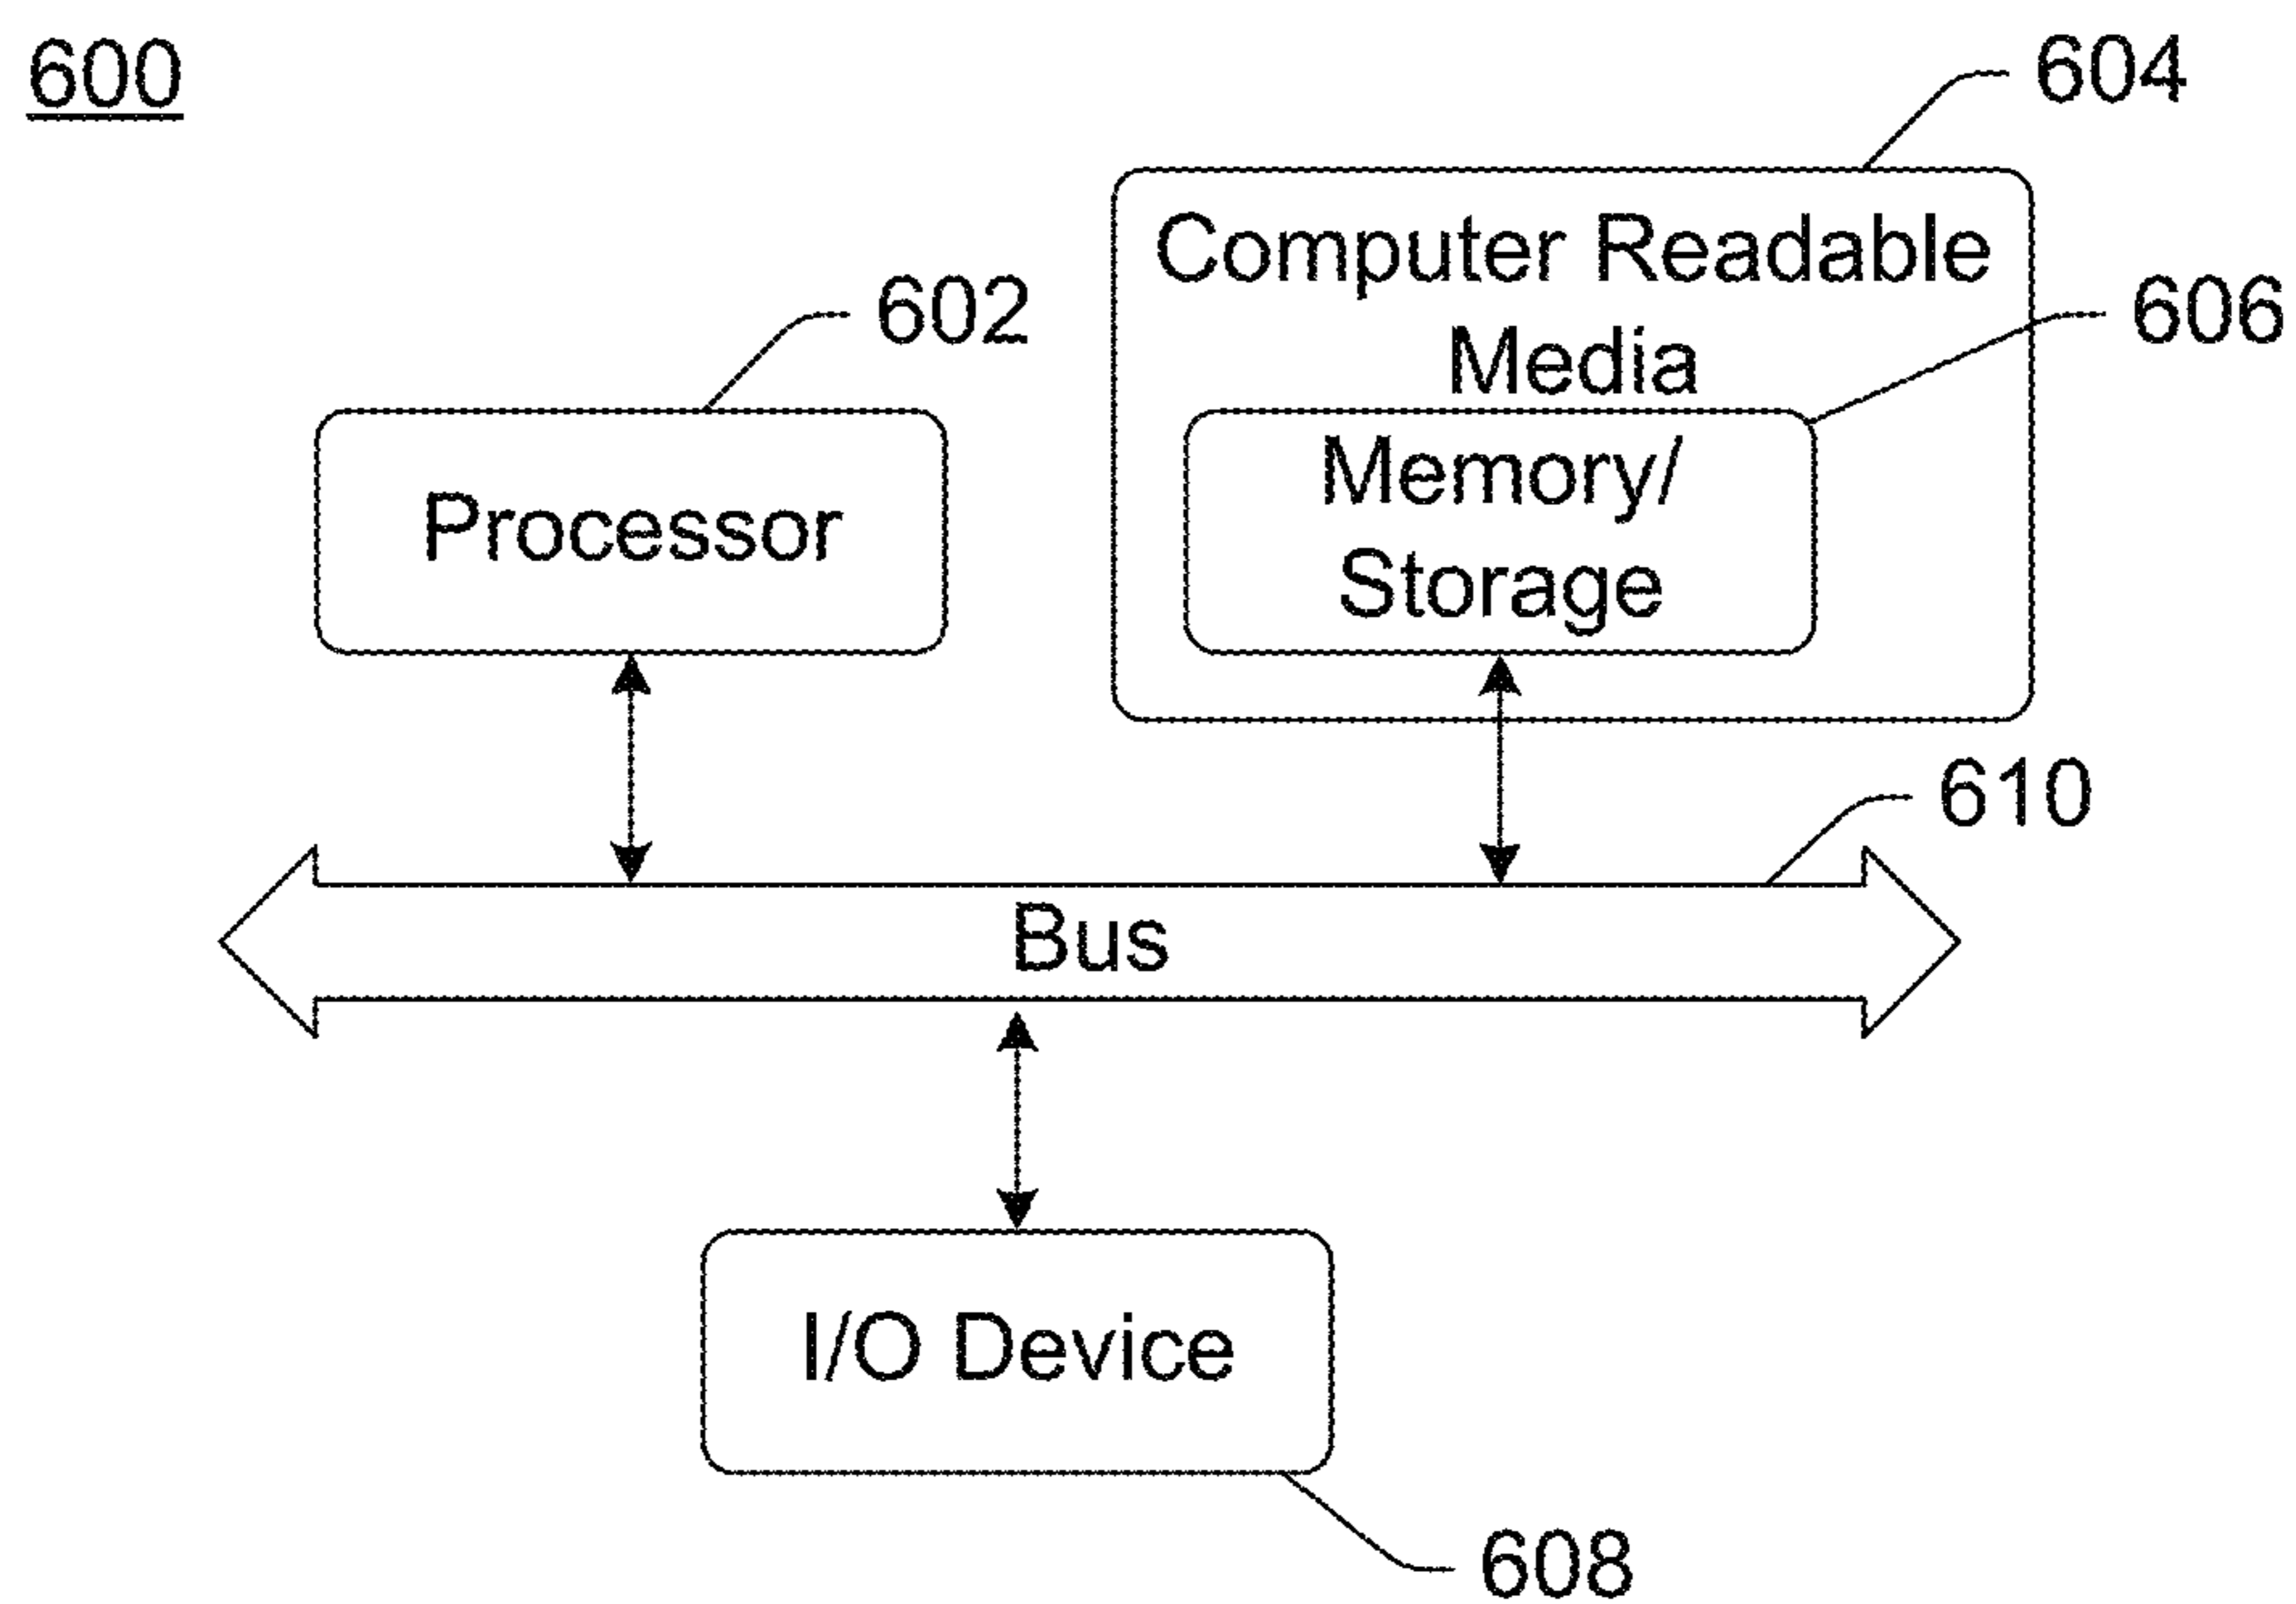 600
604
Computer Readable
Media
606
602
Processor
Memory/
Storage
610
Bus
I/O Device
608